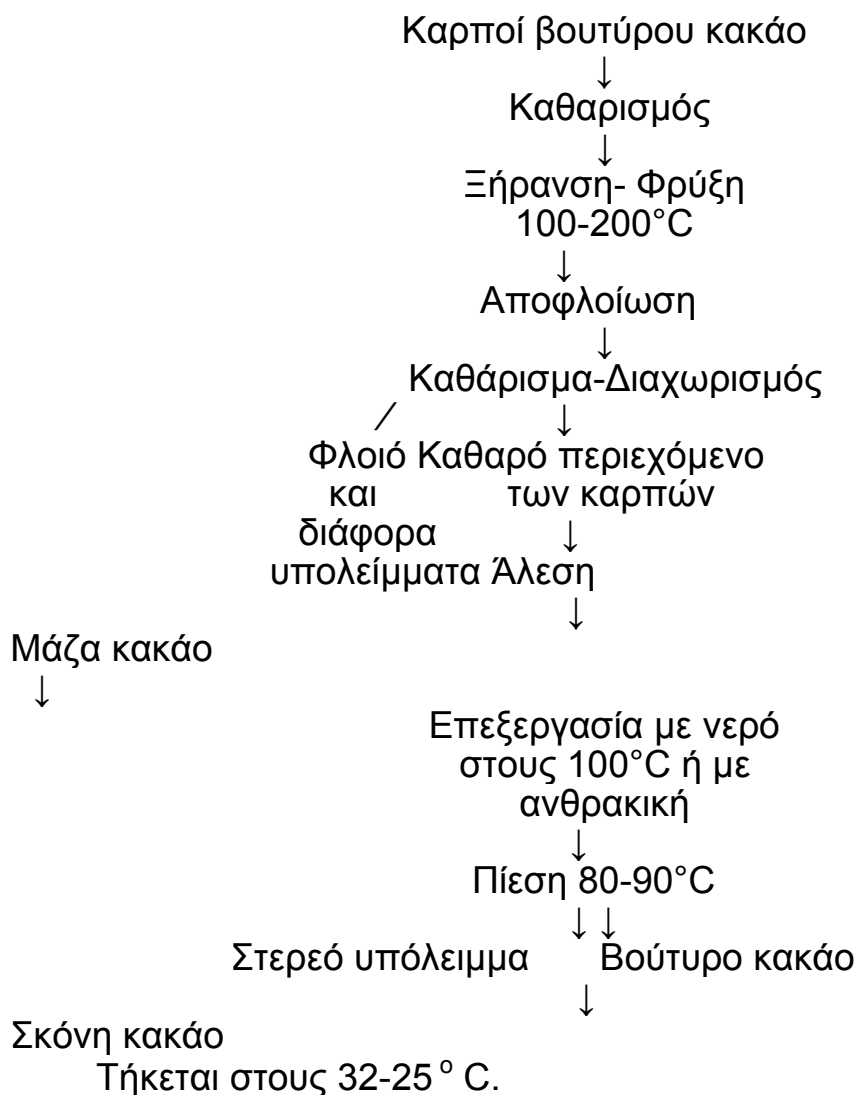 Καρποί βουτύρου κακάο
↓
Καθαρισμός
↓
Ξήρανση- Φρύξη
100-200°C
↓
Αποφλοίωση
↓
Καθάρισμα-Διαχωρισμός
/ ↓
Φλοιό Καθαρό περιεχόμενο
και των καρπών
διάφορα ↓
υπολείμματα Άλεση
↓
Μάζα κακάο
↓
Επεξεργασία με νερό
στους 100°C ή με
ανθρακική
↓
Πίεση 80-90°C
↓ ↓
Στερεό υπόλειμμα Βούτυρο κακάο
↓
Σκόνη κακάο
Τήκεται στους 32-25 ° C.